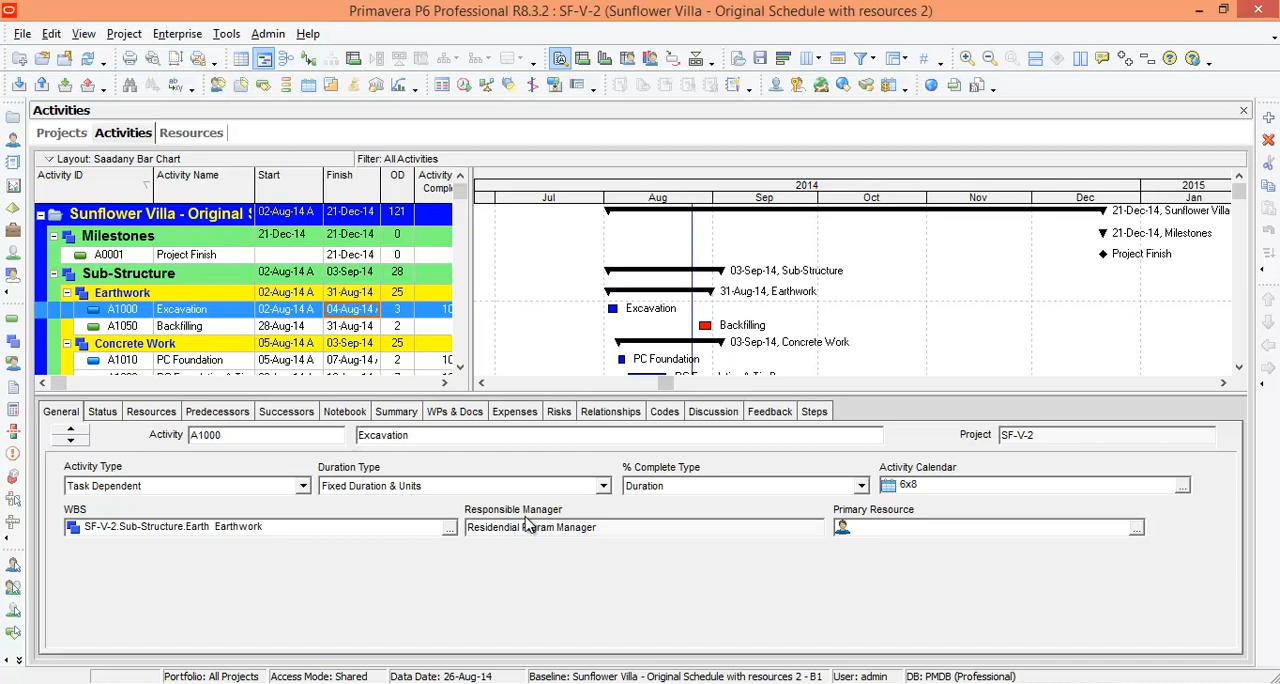 Primavera P6 Professional R8.3.2 : SF-V-2 (Sunflower Villa - Original Schedule with resources 2)
File Edit View Project Enterprise Tools Log Admin Help
Activities
Projects Activities Resources
Layout: Saadany Bar Chart Filter: All Activities
Activity ID Activity Name Start Finish OD Activity
Compl
2014 2015
Jul Aug Sep Oct Nov Dec Jan
Sunflower Villa - Original 02-Aug-14 A 21-Dec-14 121 21-Dec-14, Sunflower Villa
Milestones 21-Dec-14 21-Dec-14 0 21-Dec-14, Milestones
A0001 Project Finish 21-Dec-14 0 Project Finish
Sub-Structure 02-Aug-14 A 03-Sep-14 28 03-Sep-14, Sub-Structure
Earthwork 02-Aug-14 A 31-Aug-14 25 31-Aug-14, Earthwork
A1000 Excavation 02-Aug-14 A 04-Aug-14 3 10 Excavation
A1050 Backfilling 28-Aug-14 31-Aug-14 2 Backfilling
Concrete Work 05-Aug-14 A 03-Sep-14 25 03-Sep-14, Concrete Work
A1010 PC Foundation 05-Aug-14 A 07-Aug-14 2 10 PC Foundation
General Status Resources Predecessors Successors Notebook Summary WPs & Docs Expenses Risks Relationships Codes Discussion Feedback Steps
Activity A1000 Excavation Project SF-V-2
Activity Type Duration Type % Complete Type Activity Calendar
Task Dependent Fixed Duration & Units Duration 6x8
WBS Responsible Manager Primary Resource
SF-V-2.Sub-Structure.Earth Earthwork Residendial Manager
Portfolio: All Projects Access Mode: Shared Data Date: 26-Aug-14 Baseline: Sunflower Villa - Original Schedule with resources 2 - B1 User: admin DB: PMDB (Professional)